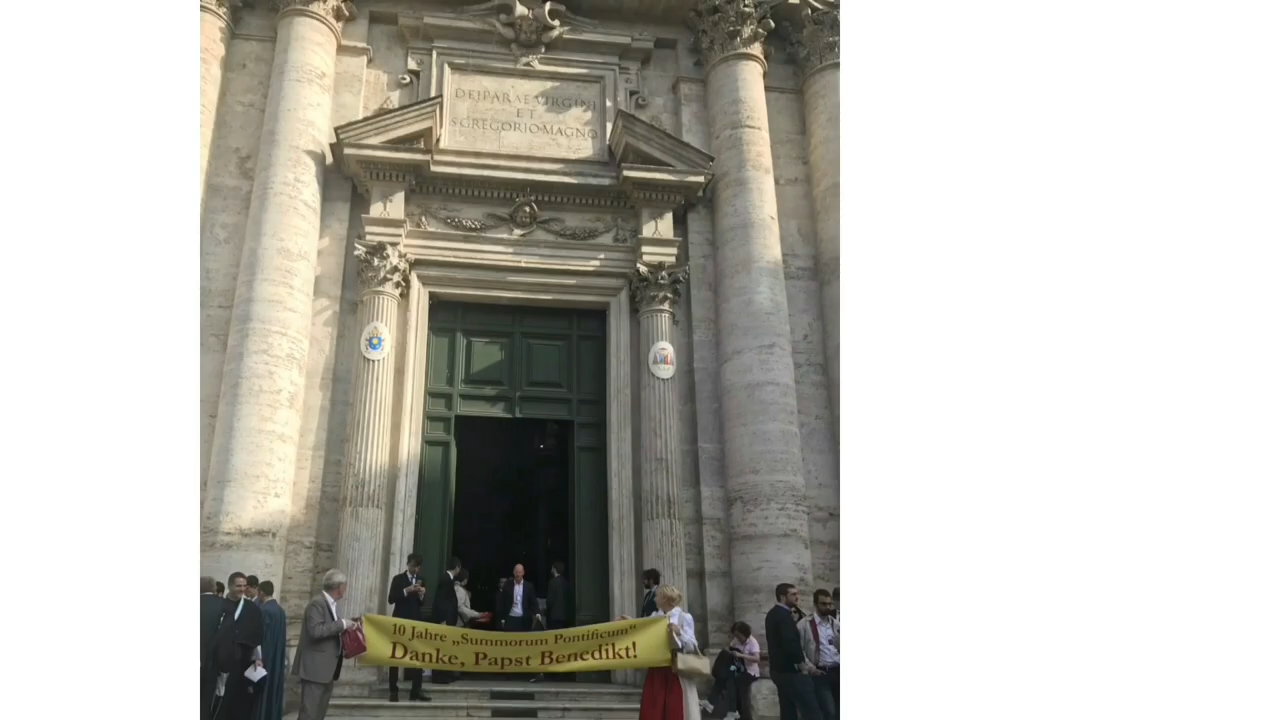 DEIPARAE VIRGINI
ET
S GREGORIO MAGNO
10 Jahre „Summorum Pontificum“
Danke, Papst Benedikt!